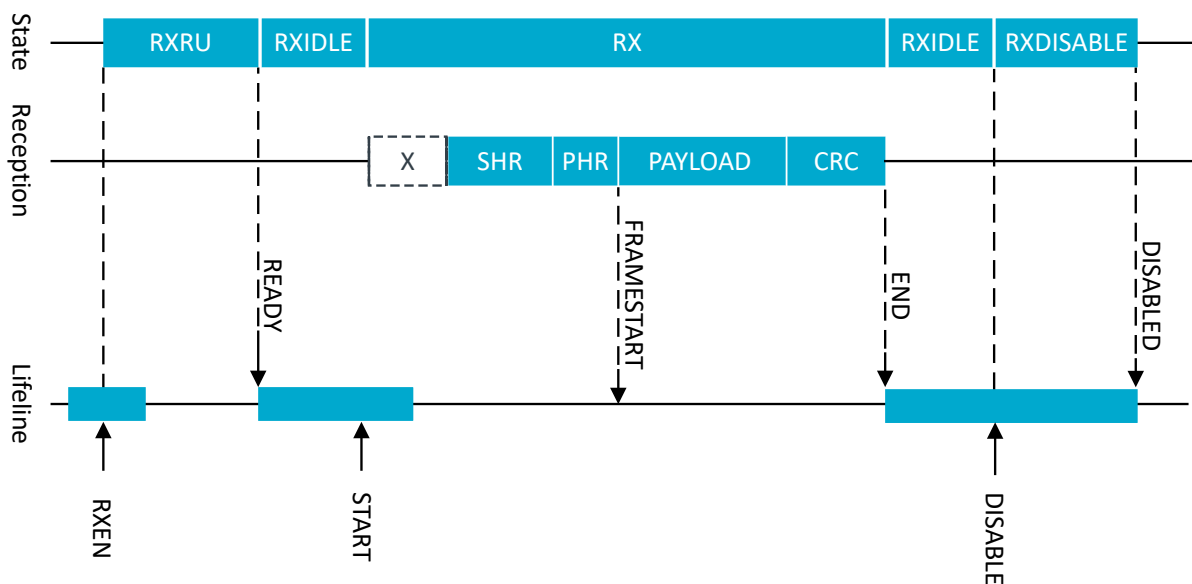 State
RXRU
RXIDLE
RX
RXIDLE
RXDISABLE
Reception
X
SHR
PHR
PAYLOAD
CRC
READY
FRAMESTART
END
DISABLED
Lifeline
RXEN
START
DISABLE